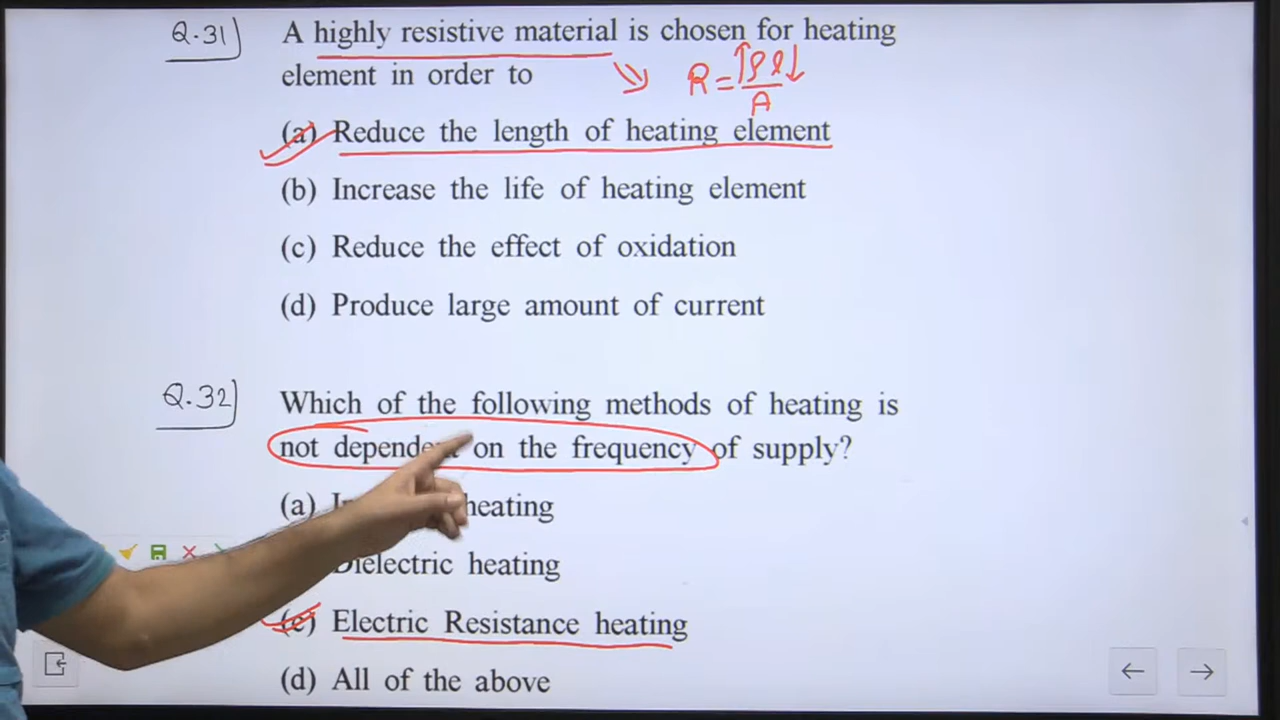 Q.31) A highly resistive material is chosen for heating
element in order to
R = ↑ρl↓/A
(a) Reduce the length of heating element
(b) Increase the life of heating element
(c) Reduce the effect of oxidation
(d) Produce large amount of current
Q.32) Which of the following methods of heating is
not dependent on the frequency of supply?
(a) heating
Dielectric heating
(c) Electric Resistance heating
(d) All of the above